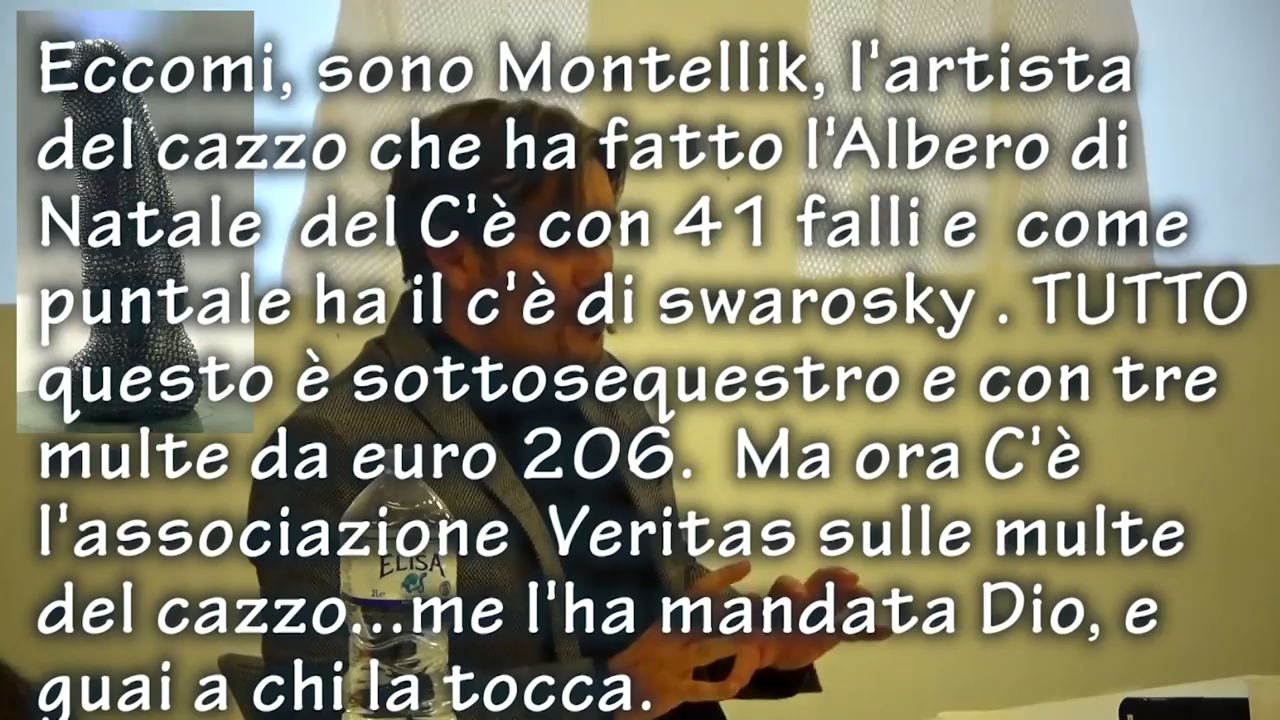 Eccomi, sono Montellik, l'artista
del cazzo che ha fatto l'Albero di
Natale del C'è con 41 falli e come
puntale ha il c'è di swarosky . TUTTO
questo è sottosequestro e con tre
multe da euro 206. Ma ora C'è
l'associazione Veritas sulle multe
del cazzo...me l'ha mandata Dio, e
guai a chi la tocca.
ELISA